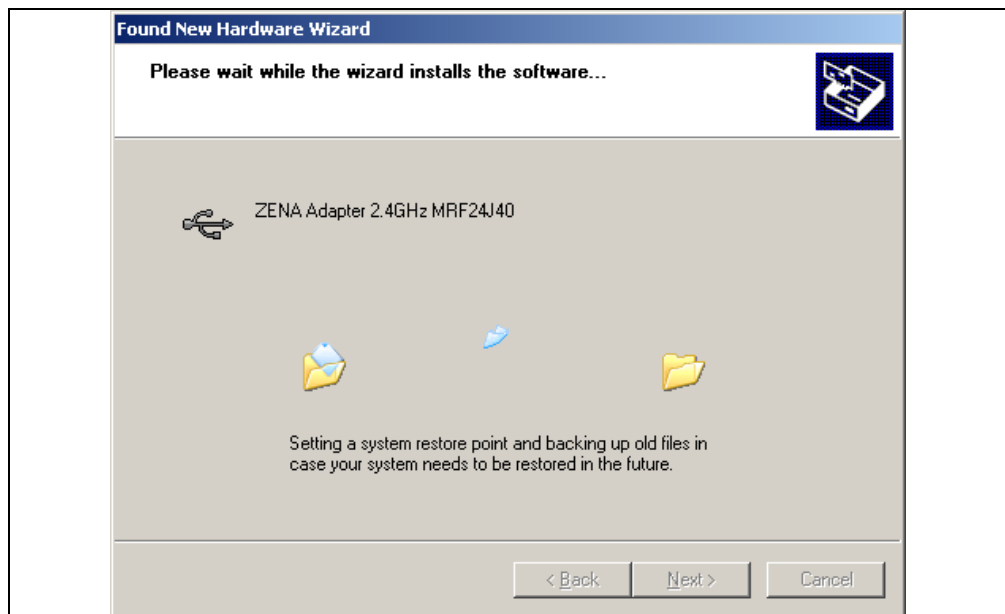 Found New Hardware Wizard
Please wait while the wizard installs the software...
ZENA Adapter 2.4GHz MRF24J40
Setting a system restore point and backing up old files in
case your system needs to be restored in the future.
< Back
Next >
Cancel